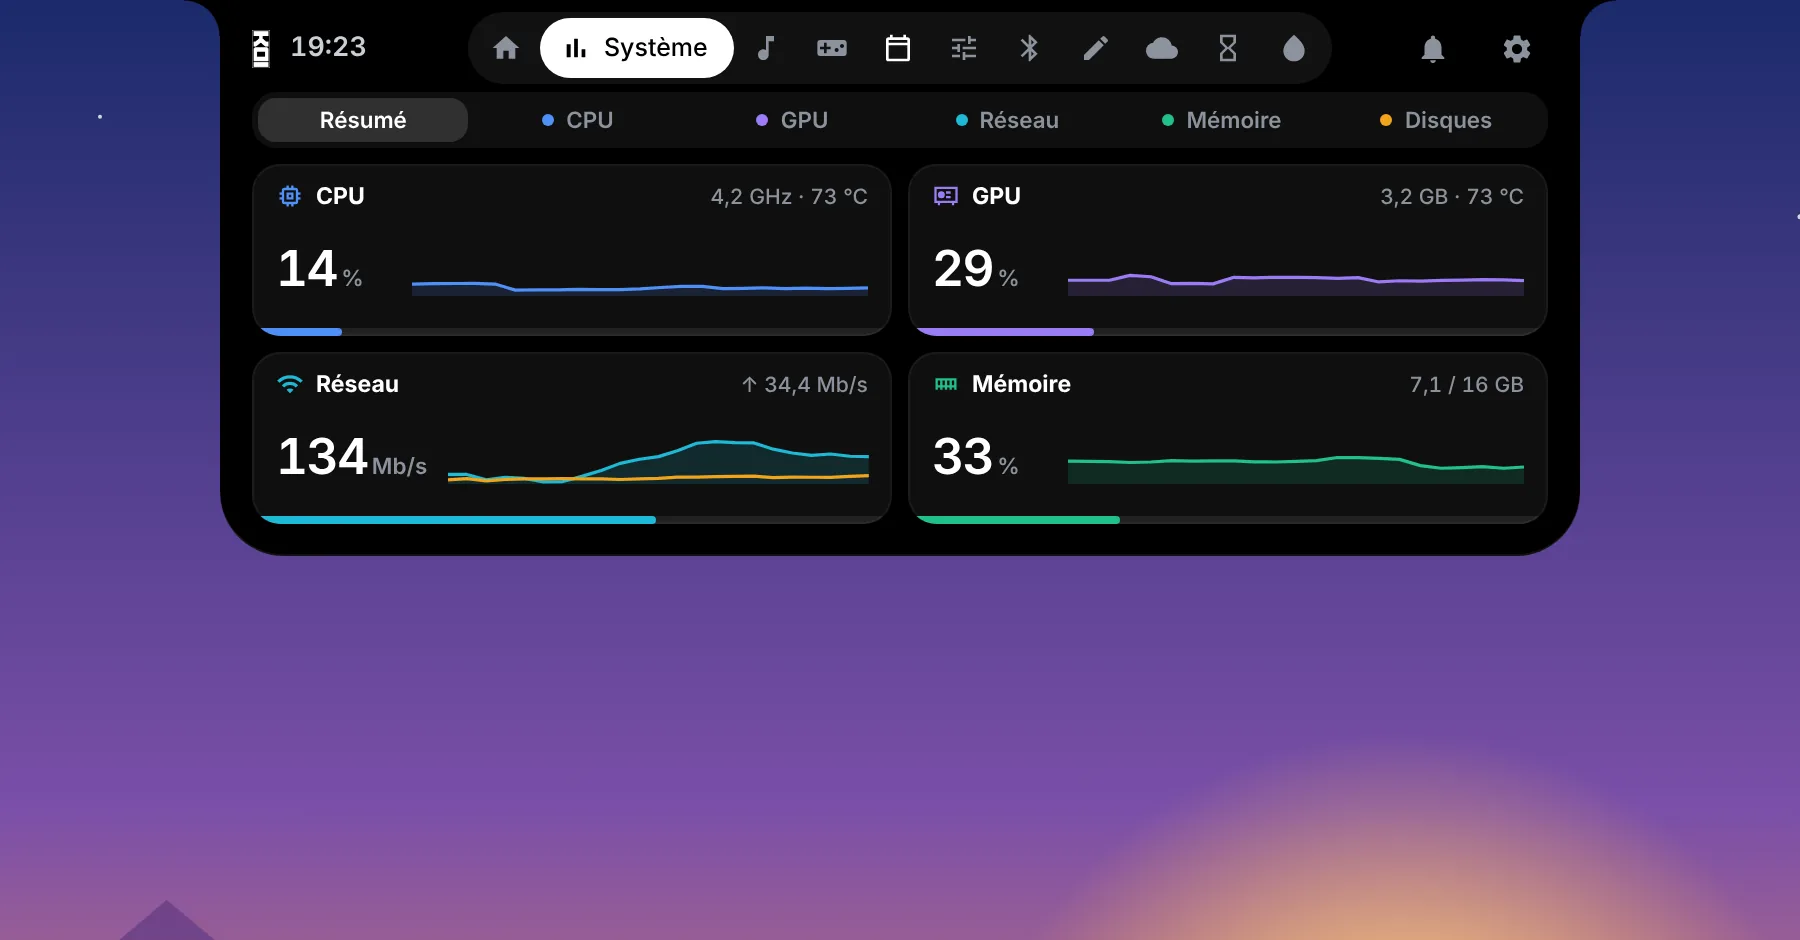 19:23
Système
Résumé
CPU
GPU
Réseau
Mémoire
Disques
CPU
4,2 GHz · 73 °C
14 %
GPU
3,2 GB · 73 °C
29 %
Réseau
↑ 34,4 Mb/s
134 Mb/s
Mémoire
7,1 / 16 GB
33 %